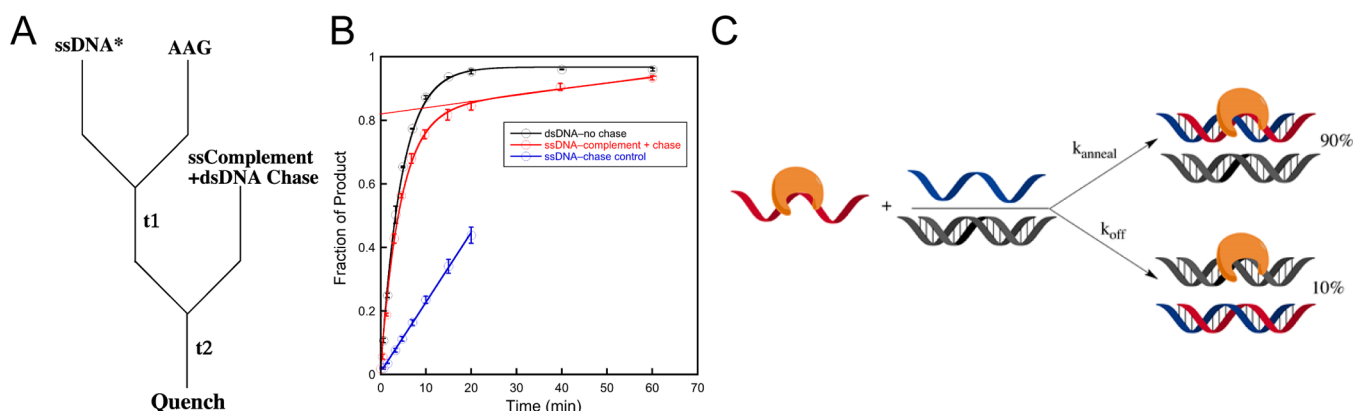 A
ssDNA*
AAG
ssComplement
+dsDNA Chase
t1
t2
Quench
B
Fraction of Product
1
0.8
0.6
0.4
0.2
0
0
10
20
30
40
50
60
70
Time (min)
dsDNA–no chase
ssDNA–complement + chase
ssDNA–chase control
C
+
kanneal
90%
koff
10%